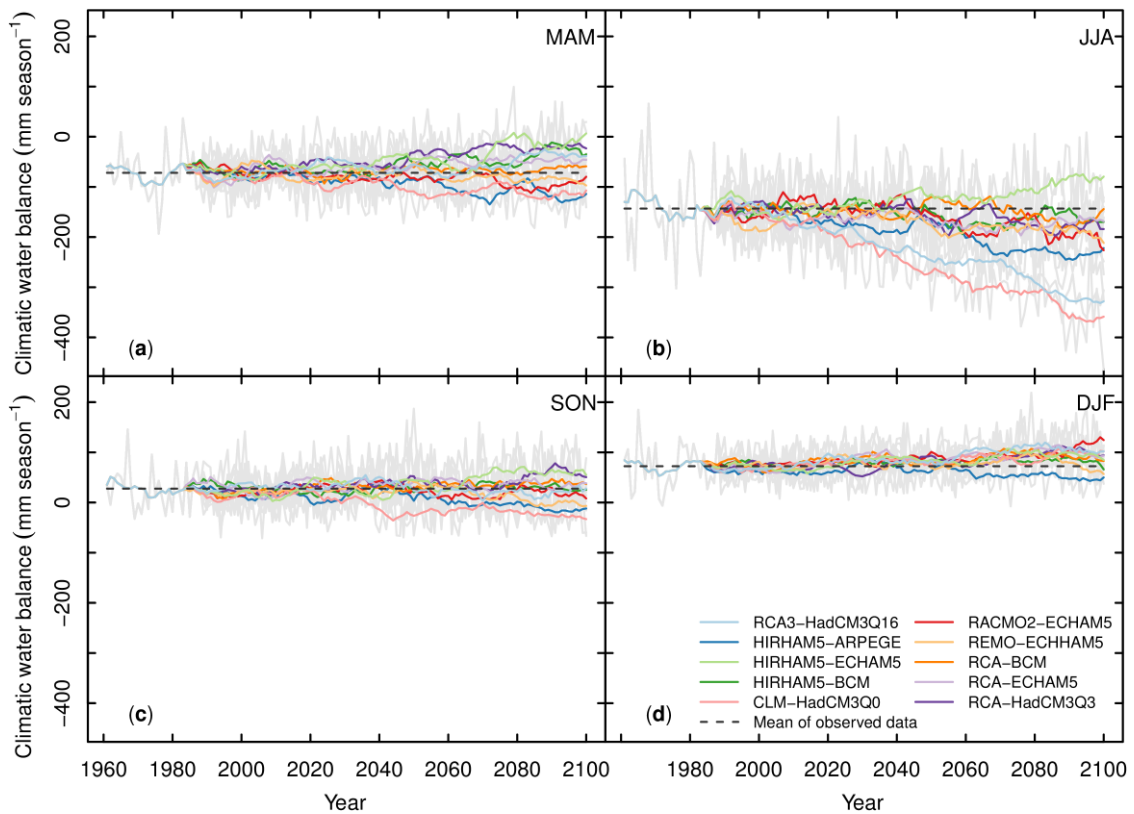 MAM
JJA
Climatic water balance (mm season⁻¹)
200
0
−200
−400
(a)
(b)
SON
DJF
Climatic water balance (mm season⁻¹)
200
0
−200
−400
(c)
(d)
RCA3−HadCM3Q16
HIRHAM5−ARPEGE
HIRHAM5−ECHAM5
HIRHAM5−BCM
CLM−HadCM3Q0
Mean of observed data
RACMO2−ECHAM5
REMO−ECHHAM5
RCA−BCM
RCA−ECHAM5
RCA−HadCM3Q3
1960 1980 2000 2020 2040 2060 2080 2100
1980 2000 2020 2040 2060 2080 2100
Year
Year